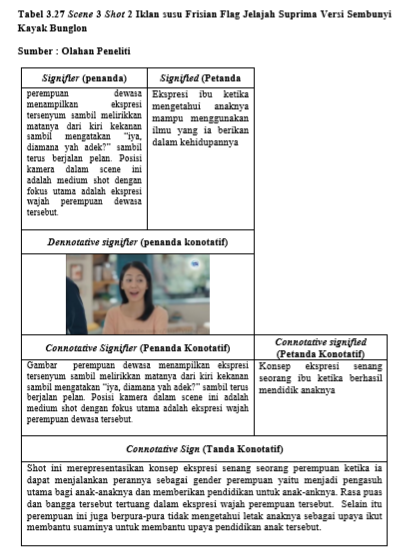 Tabel 3.27 Scene 3 Shot 2 Iklan susu Frisian Flag Jelajah Suprima Versi Sembunyi
Kayak Bunglon
Sumber : Olahan Peneliti
Signifier (penanda)
perempuan dewasa
menampilkan ekspresi
tersenyum sambil melirikkan
matanya dari kiri kekanan
sambil mengatakan “iya,
diamana yah adek?” sambil
terus berjalan pelan. Posisi
kamera dalam scene ini
adalah medium shot dengan
fokus utama adalah ekspresi
wajah perempuan dewasa
tersebut.
Signified (Petanda
Ekspresi ibu ketika
mengetahui anaknya
mampu menggunakan
ilmu yang ia berikan
dalam kehidupannya
Dennotative signifier (penanda konotatif)
Connotative Signifier (Penanda Konotatif)
Gambar perempuan dewasa menampilkan ekspresi
tersenyum sambil melirikkan matanya dari kiri kekanan
sambil mengatakan “iya, diamana yah adek?” sambil terus
berjalan pelan. Posisi kamera dalam scene ini adalah
medium shot dengan fokus utama adalah ekspresi wajah
perempuan dewasa tersebut.
Connotative signified
(Petanda Konotatif)
Konsep ekspresi senang
seorang ibu ketika berhasil
mendidik anaknya
Connotative Sign (Tanda Konotatif)
Shot ini merepresentasikan konsep ekspresi senang seorang perempuan ketika ia
dapat menjalankan perannya sebagai gender perempuan yaitu menjadi pengasuh
utama bagi anak-anaknya dan memberikan pendidikan untuk anak-anknya. Rasa puas
dan bangga tersebut tertuang dalam ekspresi wajah perempuan tersebut. Selain itu
perempuan ini juga berpura-pura tidak mengetahui letak anaknya sebagai upaya ikut
membantu suaminya untuk membantu upaya pendidikan anak tersebut.